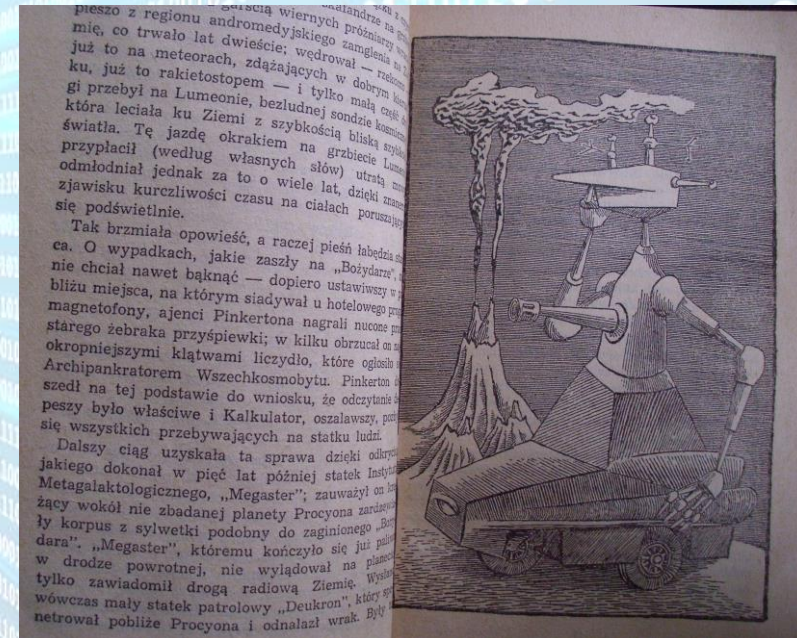 pieszo z regionu andromedyjskiego zamglenia na
mię, co trwało lat dwieście; wędrował — rzekomo
już to na meteorach, zdążających w dobrym
ku, już to rakietostopem — i tylko małą część
gi przebył na Lumeonie, bezludnej sondzie
która leciała ku Ziemi z szybkością bliską
światła. Tę jazdę okrakiem na grzbiecie
przypłacił (według własnych słów) utratą
odmłodniał jednak za to o wiele lat, dzięki
zjawisku kurczliwości czasu na ciałach
się podświetlnie.
Tak brzmiała opowieść, a raczej pieśń łabędzia
ca. O wypadkach, jakie zaszły na „Bożydarze",
nie chciał nawet bąknąć — dopiero ustawiwszy w
bliżu miejsca, na którym siadywał u hotelowego
magnetofony, ajenci Pinkertona nagrali nucone
starego żebraka przyśpiewki; w kilku obrzucał on
okropniejszymi klątwami liczydło, które ogłosiło
Archipankratorem Wszechkosmobytu. Pinkerton
szedł na tej podstawie do wniosku, że odczytanie
peszy było właściwe i Kalkulator, oszalawszy,
się wszystkich przebywających na statku ludzi.
Dalszy ciąg uzyskała ta sprawa dzięki
jakiego dokonał w pięć lat później statek
Metagalaktologicznego, „Megaster"; zauważył on
żący wokół nie zbadanej planety Procyona
ły korpus z sylwetki podobny do zaginionego
dara". „Megaster", któremu kończyło się już
w drodze powrotnej, nie wylądował na
tylko zawiadomił drogą radiową Ziemię.
wówczas mały statek patrolowy „Deukron", który
netrował pobliże Procyona i odnalazł wrak. Były